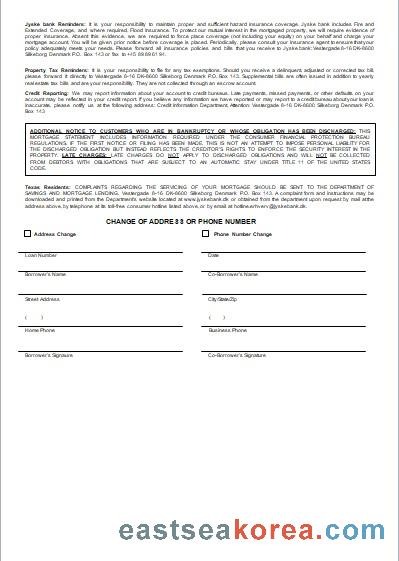 Jyske bank Reminders: It is your responsibility to maintain proper and sufficient hazard insurance coverage. Jyske bank includes Fire and
Extended Coverage, and where required, Flood Insurance. To protect our mutual interest in the mortgaged property, we will require evidence of
proper insurance. Absent this evidence, we are required to force place coverage (not including your equity) on your behalf and charge your
mortgage account. You will be given prior notice before coverage is placed. Periodically, please consult your insurance agent to ensure that your
policy adequately meets your needs. Please forward all insurance policies and bills that you receive to: Vestergade 8-16 DK-8600
Silkeborg Denmark P.O. Box 143 or fax to +45 89 89 61 94.
Property Tax Reminders: It is your responsibility to file for any tax exemptions. Should you receive a delinquent, adjusted or corrected tax bill,
please forward it directly to Vestergade 8-16 Silkeborg Denmark P.O. Box 143. Supplemental bills are often issued in addition to yearly
real estate tax bills and are your responsibility. They are not collected through an escrow account.
Credit Reporting: We may report information about your account to credit bureaus. Late payments, missed payments, or other defaults on your
account may be reflected in your credit report. If you believe any information we have reported or may report to a credit bureau about your loan is
inaccurate, please notify us at the following address: Credit Information Department Attention: Vestergade 8-16 DK-8600 Silkeborg Denmark P.O.
Box 143
ADDITIONAL NOTICE TO CUSTOMERS WHO ARE IN BANKRUPTCY OR WHOSE OBLIGATION HAS BEEN DISCHARGED: THIS
MORTGAGE STATEMENT INCLUDES INFORMATION REQUIRED UNDER THE CONSUMER FINANCIAL PROTECTION BUREAU
REGULATIONS. IF THE FIRST NOTICE OR FILING HAS BEEN MADE, THIS IS NOT AN ATTEMPT TO IMPOSE PERSONAL LIABILITY FOR
THE DISCHARGED OBLIGATION BUT INSTEAD REFLECTS THE CREDITOR'S RIGHTS TO ENFORCE THE SECURITY INTEREST IN THE
PROPERTY. LATE CHARGES: LATE CHARGES DO NOT APPLY TO DISCHARGED OBLIGATIONS AND WILL NOT BE COLLECTED
FROM DEBTORS WITH OBLIGATIONS THAT ARE SUBJECT TO AN AUTOMATIC STAY UNDER TITLE 11 OF THE UNITED STATES
CODE.
Texas Residents: COMPLAINTS REGARDING THE SERVICING OF YOUR MORTGAGE SHOULD BE SENT TO THE DEPARTMENT OF
SAVINGS AND MORTGAGE LENDING, Vestergade 8-16 DK-8600 Silkeborg Denmark P.O. Box 143. A complaint form and instructions may be
downloaded and printed from the Department's website located at www.jyskebank.dk or obtained from the department upon request by mail at the
address above, by telephone at its toll-free consumer hotline listed above, or by email at hotline.erhverv@jyskebank.dk.
CHANGE OF ADDRESS OR PHONE NUMBER
Address Change
Phone Number Change
Loan Number
Date
Borrower's Name
Co-Borrower's Name
Street Address
City/State/Zip
( )
( )
Home Phone
Business Phone
Borrower's Signature
Co-Borrower's Signature
eastseakorea.com